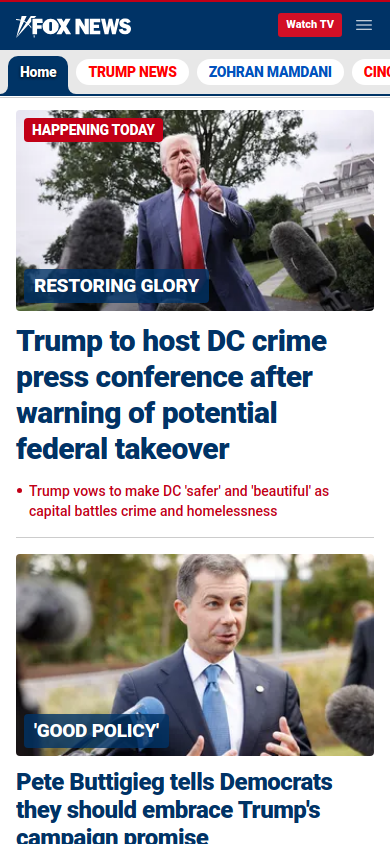 FOX NEWS
Watch TV
Home
TRUMP NEWS
ZOHRAN MAMDANI
HAPPENING TODAY
RESTORING GLORY
Trump to host DC crime
press conference after
warning of potential
federal takeover
• Trump vows to make DC 'safer' and 'beautiful' as
capital battles crime and homelessness
'GOOD POLICY'
Pete Buttigieg tells Democrats
they should embrace Trump's
campaign promise